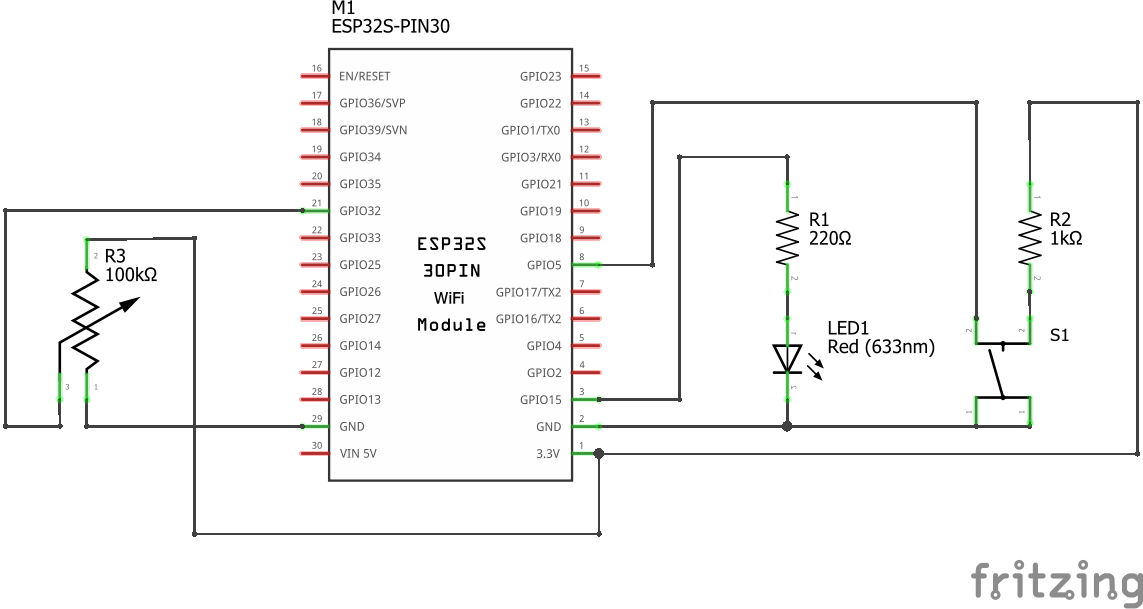 M1
ESP32S-PIN30
16 EN/RESET GPIO23 15
17 GPIO36/SVP GPIO22 14
18 GPIO39/SVN GPIO1/TX0 13
19 GPIO34 GPIO3/RX0 12
20 GPIO35 GPIO21 11
21 GPIO32 GPIO19 10
22 GPIO33 GPIO18 9
23 GPIO25 GPIO5 8
24 GPIO26 GPIO17/TX2 7
25 GPIO27 GPIO16/TX2 6
26 GPIO14 GPIO4 5
27 GPIO12 GPIO2 4
28 GPIO13 GPIO15 3
29 GND GND 2
30 VIN 5V 3.3V 1
ESP32S
30PIN
WiFi
Module
R3
100kΩ
2
3
1
R1
220Ω
1
2
LED1
Red (633nm)
R2
1kΩ
1
2
S1
2
2
1
1
fritzing